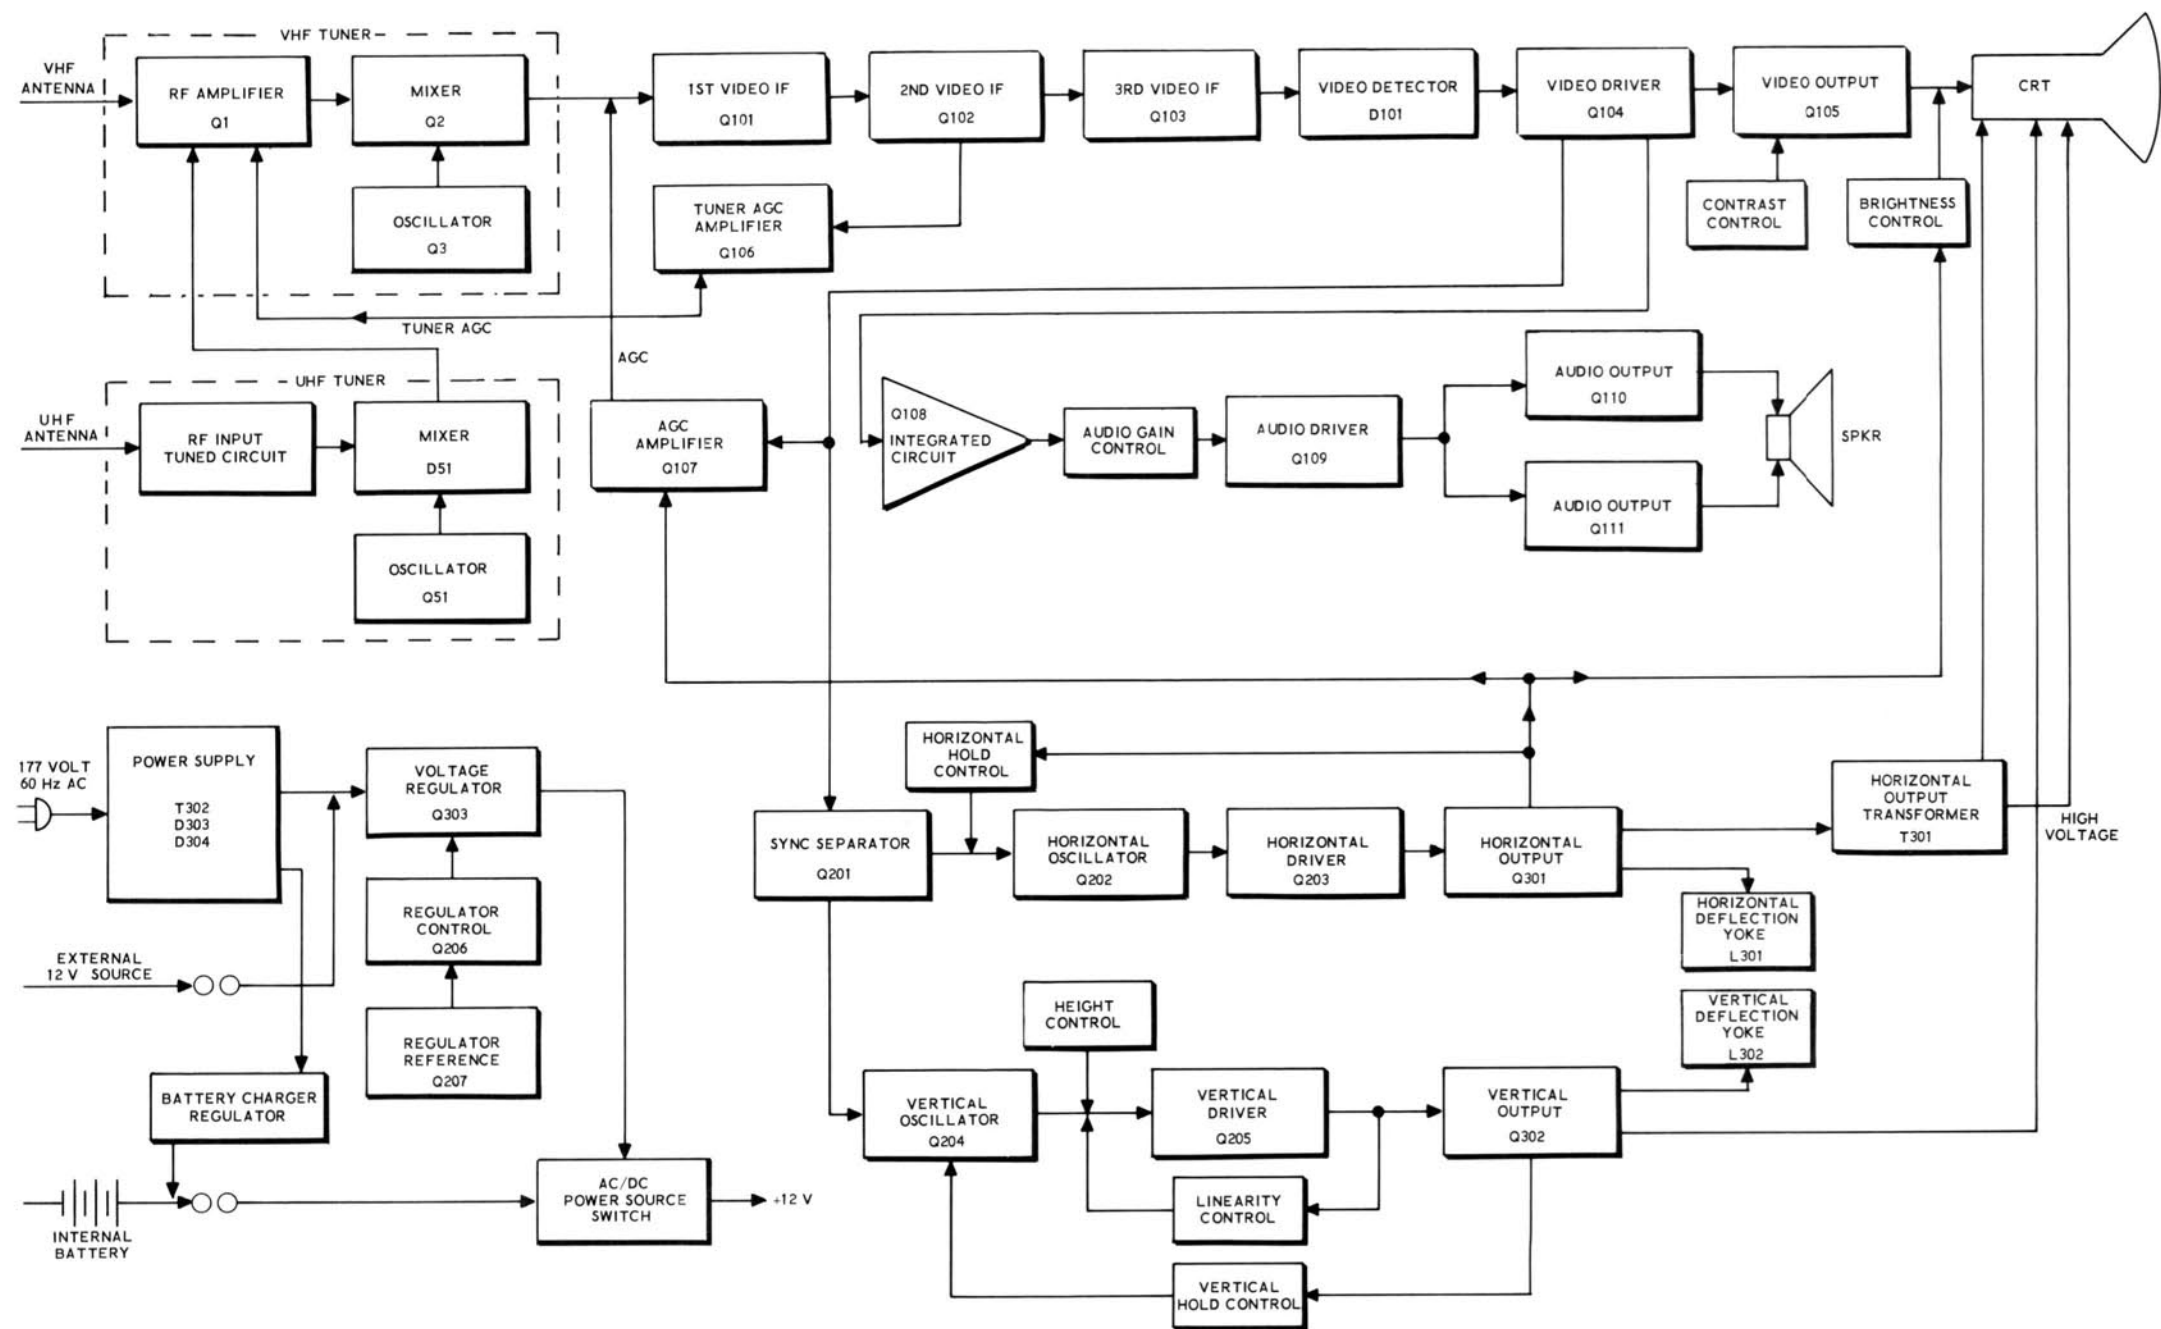 VHF TUNER
VHF
ANTENNA
RF AMPLIFIER
Q1
MIXER
Q2
OSCILLATOR
Q3
1ST VIDEO IF
Q101
2ND VIDEO IF
Q102
3RD VIDEO IF
Q103
VIDEO DETECTOR
D101
VIDEO DRIVER
Q104
VIDEO OUTPUT
Q105
CRT
TUNER AGC
AMPLIFIER
Q106
CONTRAST
CONTROL
BRIGHTNESS
CONTROL
TUNER AGC
AGC
UHF TUNER
UHF
ANTENNA
RF INPUT
TUNED CIRCUIT
MIXER
D51
OSCILLATOR
Q51
AGC
AMPLIFIER
Q107
Q108
INTEGRATED
CIRCUIT
AUDIO GAIN
CONTROL
AUDIO DRIVER
Q109
AUDIO OUTPUT
Q110
AUDIO OUTPUT
Q111
SPKR
177 VOLT
60 Hz AC
POWER SUPPLY
T302
D303
D304
VOLTAGE
REGULATOR
Q303
REGULATOR
CONTROL
Q206
REGULATOR
REFERENCE
Q207
EXTERNAL
12 V SOURCE
BATTERY CHARGER
REGULATOR
INTERNAL
BATTERY
AC/DC
POWER SOURCE
SWITCH
+12 V
HORIZONTAL
HOLD
CONTROL
SYNC SEPARATOR
Q201
HORIZONTAL
OSCILLATOR
Q202
HORIZONTAL
DRIVER
Q203
HORIZONTAL
OUTPUT
Q301
HORIZONTAL
OUTPUT
TRANSFORMER
T301
HIGH
VOLTAGE
HORIZONTAL
DEFLECTION
YOKE
L301
VERTICAL
DEFLECTION
YOKE
L302
HEIGHT
CONTROL
VERTICAL
OSCILLATOR
Q204
VERTICAL
DRIVER
Q205
VERTICAL
OUTPUT
Q302
LINEARITY
CONTROL
VERTICAL
HOLD CONTROL